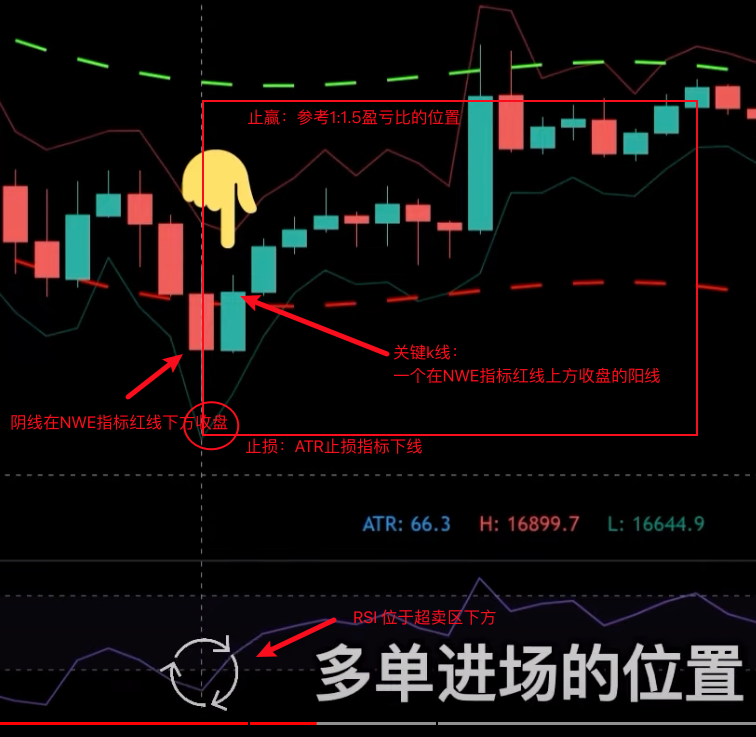 止赢：参考1:1.5盈亏比的位置
关键k线：
一个在NWE指标红线上方收盘的阳线
阴线在NWE指标红线下方收盘
止损：ATR止损指标下线
ATR: 66.3 H: 16899.7 L: 16644.9
RSI 位于超卖区下方
多单进场的位置